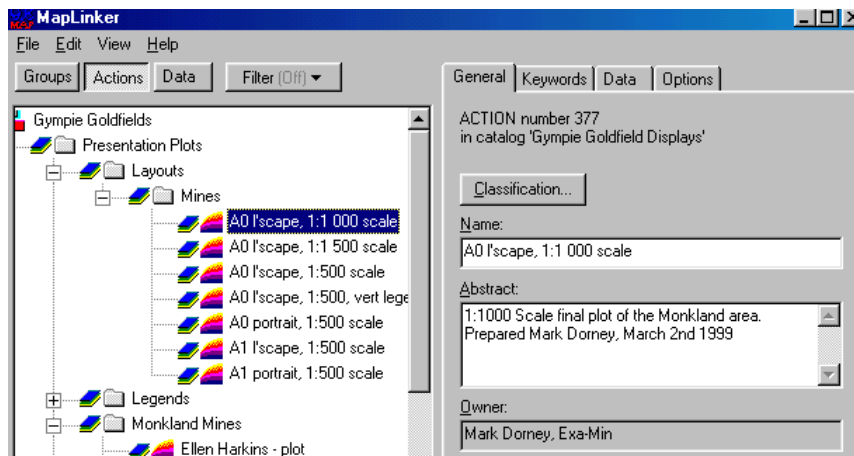 MapLinker
File Edit View Help
Groups Actions Data Filter (Off)
Gympie Goldfields
Presentation Plots
Layouts
Mines
A0 l'scape, 1:1 000 scale
A0 l'scape, 1:1 500 scale
A0 l'scape, 1:500 scale
A0 l'scape, 1:500, vert lege
A0 portrait, 1:500 scale
A1 l'scape, 1:500 scale
A1 portrait, 1:500 scale
Legends
Monkland Mines
Ellen Harkins - plot
General Keywords Data Options
ACTION number 377
in catalog 'Gympie Goldfield Displays'
Classification...
Name:
A0 l'scape, 1:1 000 scale
Abstract:
1:1000 Scale final plot of the Monkland area.
Prepared Mark Dorney, March 2nd 1999
Owner:
Mark Dorney, Exa-Min